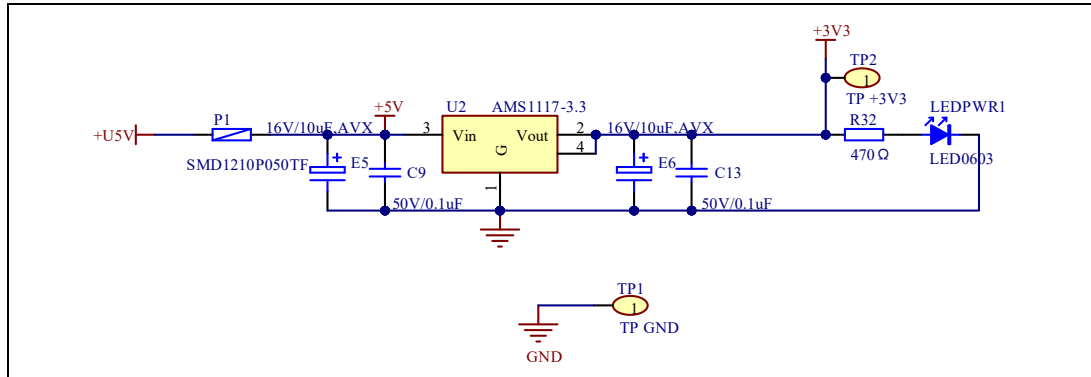 +3V3
TP2
1
TP +3V3
+5V
U2
AMS1117-3.3
LEDPWR1
P1
R32
+U5V
16V/10uF,AVX
3
Vin
Vout
2
16V/10uF,AVX
4
G
SMD1210P050TF
E5
C9
E6
C13
470Ω
LED0603
1
50V/0.1uF
50V/0.1uF
TP1
1
TP GND
GND